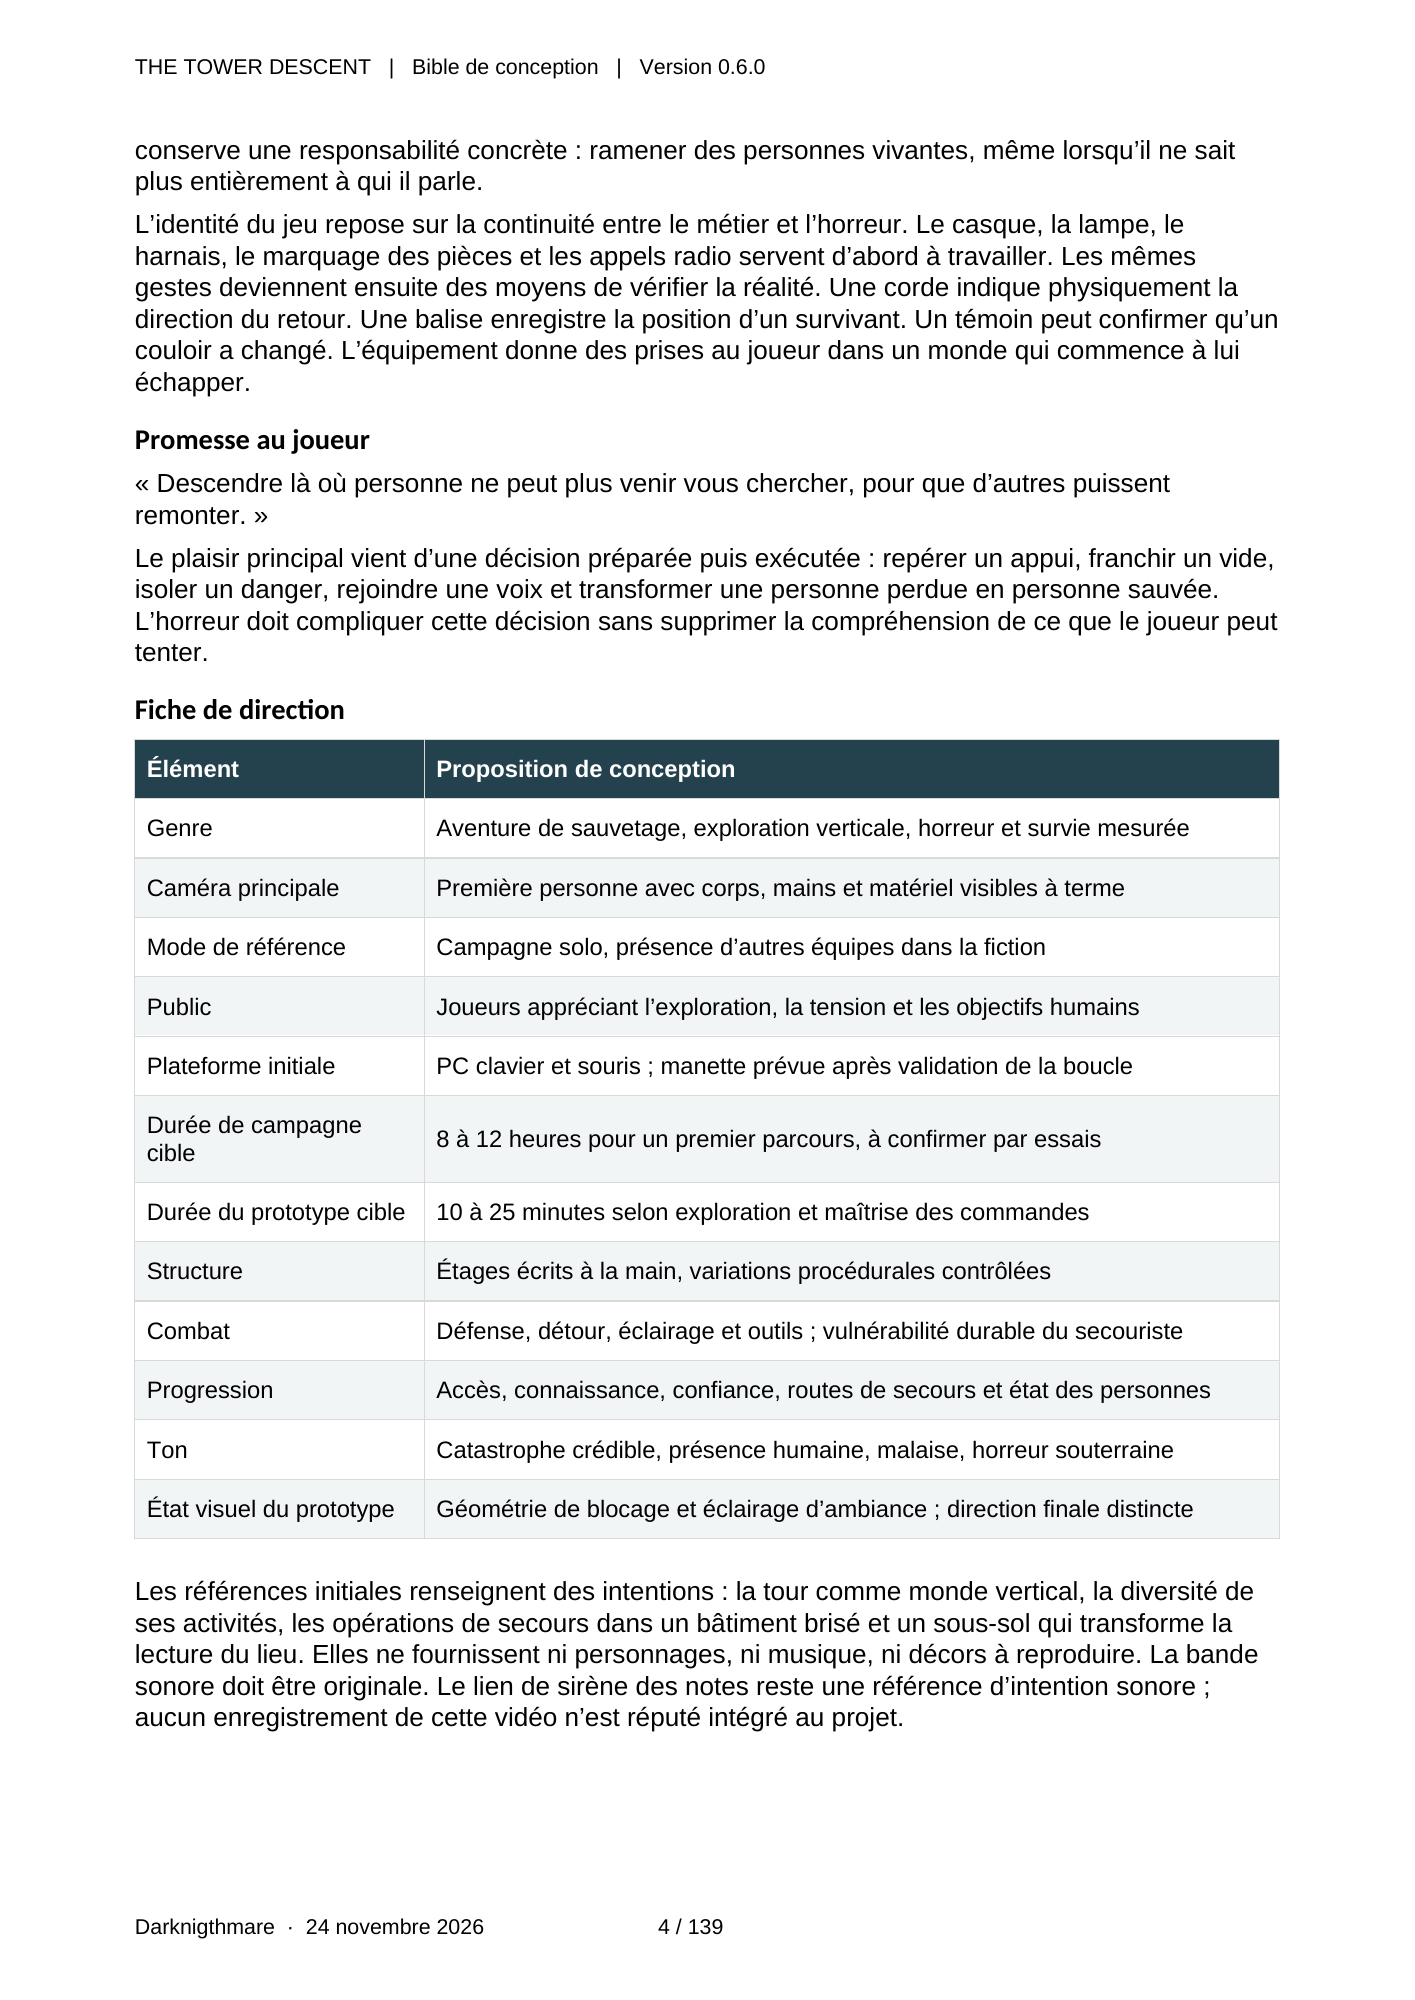 THE TOWER DESCENT | Bible de conception | Version 0.6.0
conserve une responsabilité concrète : ramener des personnes vivantes, même lorsqu’il ne sait
plus entièrement à qui il parle.
L’identité du jeu repose sur la continuité entre le métier et l’horreur. Le casque, la lampe, le
harnais, le marquage des pièces et les appels radio servent d’abord à travailler. Les mêmes
gestes deviennent ensuite des moyens de vérifier la réalité. Une corde indique physiquement la
direction du retour. Une balise enregistre la position d’un survivant. Un témoin peut confirmer qu’un
couloir a changé. L’équipement donne des prises au joueur dans un monde qui commence à lui
échapper.
Promesse au joueur
« Descendre là où personne ne peut plus venir vous chercher, pour que d’autres puissent
remonter. »
Le plaisir principal vient d’une décision préparée puis exécutée : repérer un appui, franchir un vide,
isoler un danger, rejoindre une voix et transformer une personne perdue en personne sauvée.
L’horreur doit compliquer cette décision sans supprimer la compréhension de ce que le joueur peut
tenter.
Fiche de direction
Élément Proposition de conception
Genre Aventure de sauvetage, exploration verticale, horreur et survie mesurée
Caméra principale Première personne avec corps, mains et matériel visibles à terme
Mode de référence Campagne solo, présence d’autres équipes dans la fiction
Public Joueurs appréciant l’exploration, la tension et les objectifs humains
Plateforme initiale PC clavier et souris ; manette prévue après validation de la boucle
Durée de campagne
cible
8 à 12 heures pour un premier parcours, à confirmer par essais
Durée du prototype cible 10 à 25 minutes selon exploration et maîtrise des commandes
Structure Étages écrits à la main, variations procédurales contrôlées
Combat Défense, détour, éclairage et outils ; vulnérabilité durable du secouriste
Progression Accès, connaissance, confiance, routes de secours et état des personnes
Ton Catastrophe crédible, présence humaine, malaise, horreur souterraine
État visuel du prototype Géométrie de blocage et éclairage d’ambiance ; direction finale distincte
Les références initiales renseignent des intentions : la tour comme monde vertical, la diversité de
ses activités, les opérations de secours dans un bâtiment brisé et un sous-sol qui transforme la
lecture du lieu. Elles ne fournissent ni personnages, ni musique, ni décors à reproduire. La bande
sonore doit être originale. Le lien de sirène des notes reste une référence d’intention sonore ;
aucun enregistrement de cette vidéo n’est réputé intégré au projet.
Darknigthmare · 24 novembre 2026 4 / 139